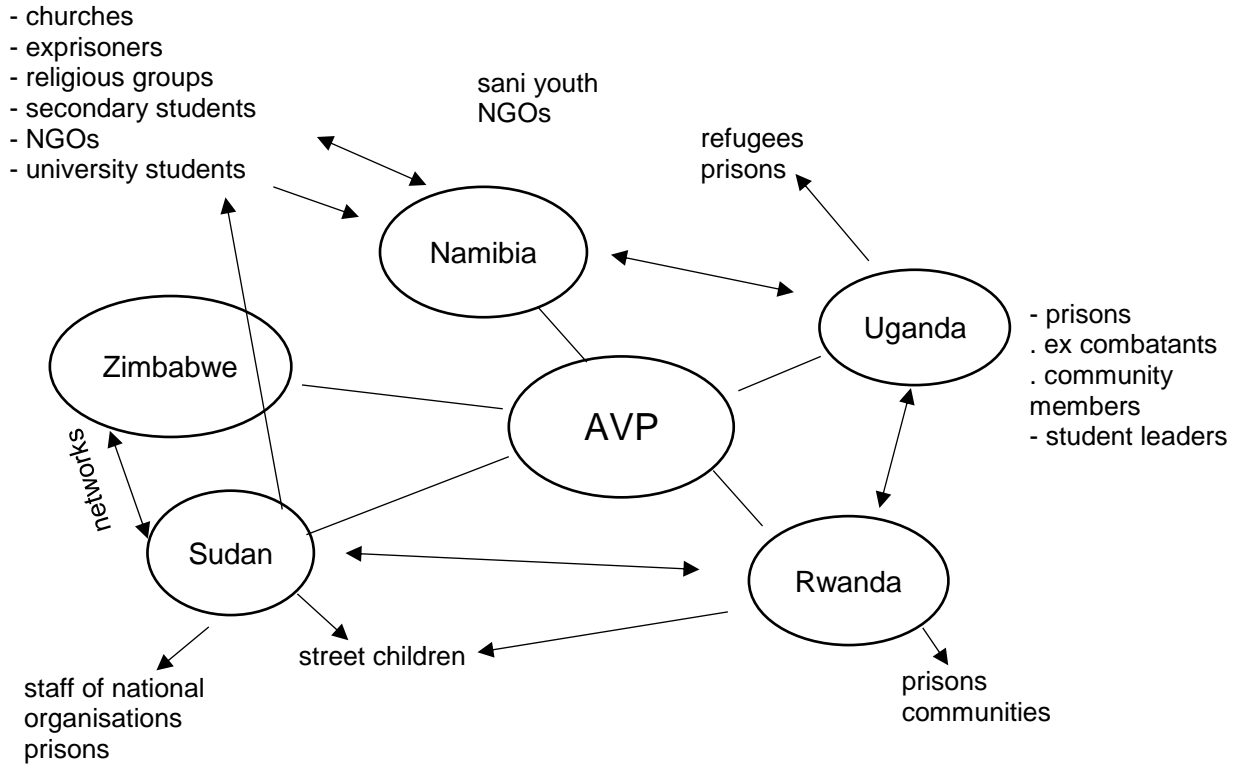 - churches
- exprisoners
- religious groups
- secondary students
- NGOs
- university students
sani youth
NGOs
refugees
prisons
Namibia
Uganda
- prisons
. ex combatants
. community
members
- student leaders
Zimbabwe
AVP
networks
Sudan
Rwanda
street children
staff of national
organisations
prisons
prisons
communities